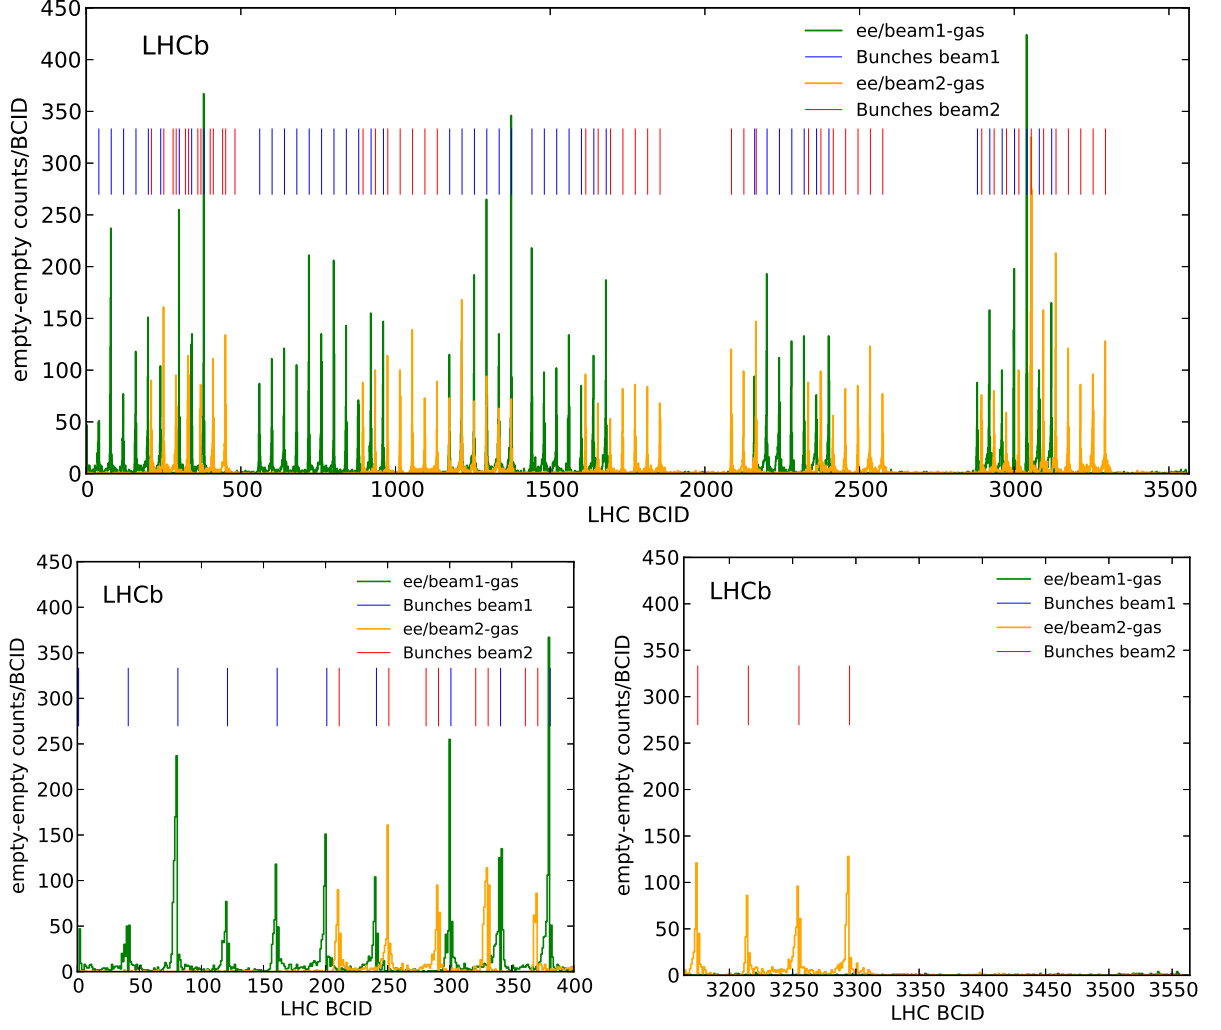 450
400
350
300
250
200
150
100
50
0
empty-empty counts/BCID
LHCb
ee/beam1-gas
Bunches beam1
ee/beam2-gas
Bunches beam2
0 500 1000 1500 2000 2500 3000 3500
LHC BCID
450
400
350
300
250
200
150
100
50
0
empty-empty counts/BCID
LHCb
ee/beam1-gas
Bunches beam1
ee/beam2-gas
Bunches beam2
0 50 100 150 200 250 300 350 400
LHC BCID
450
400
350
300
250
200
150
100
50
0
empty-empty counts/BCID
LHCb
ee/beam1-gas
Bunches beam1
ee/beam2-gas
Bunches beam2
3200 3250 3300 3350 3400 3450 3500 3550
LHC BCID